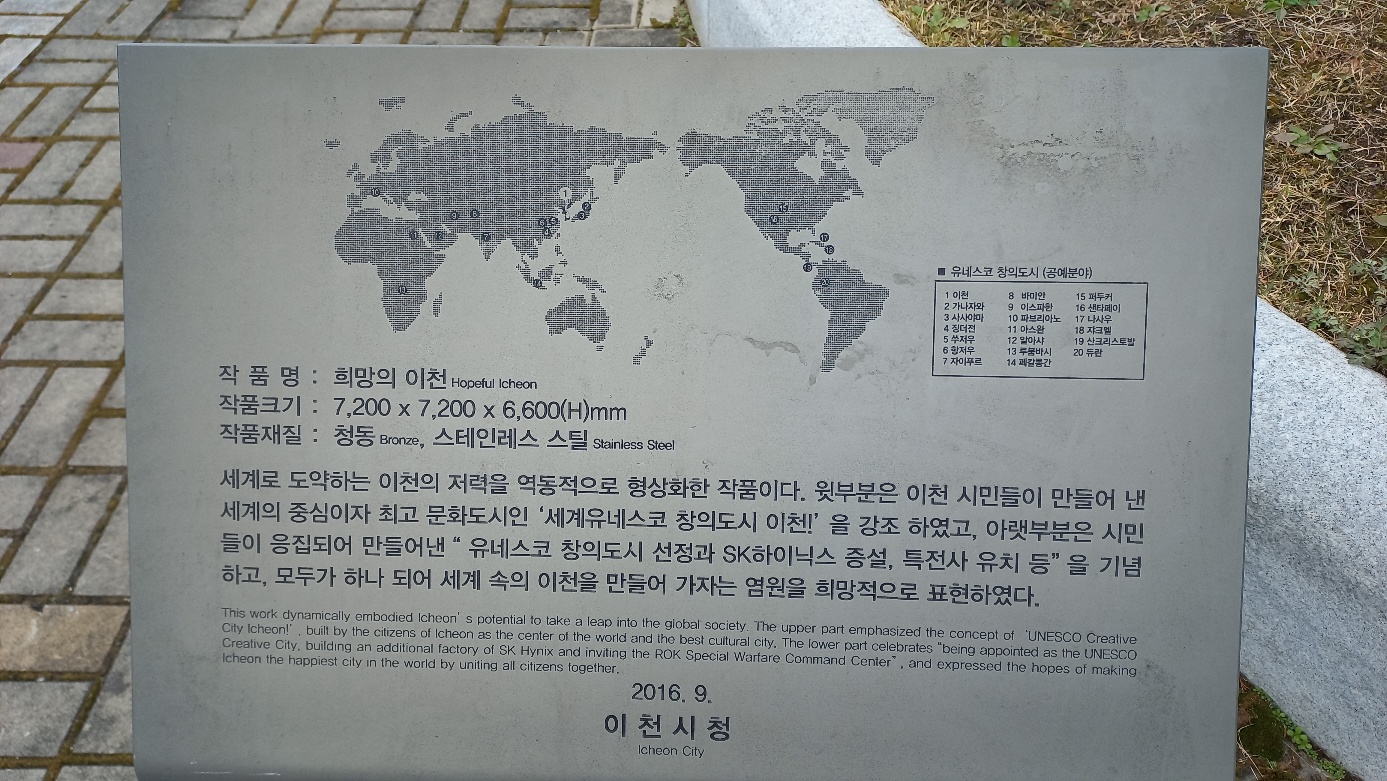 ■ 유네스코 창의도시 (공예분야)
1 이천 8 바미안 15 퍼두커
2 가나자와 9 이스파한 16 샌타페이
3 사사야마 10 파브리아노 17 나사우
4 징더전 11 아스완 18 쟈크멜
5 쑤저우 12 알아샤 19 산크리스토발
6 항저우 13 루붐바시 20 듀란
7 자이푸르 14 페칼롱간
작 품 명 : 희망의 이천 Hopeful Icheon
작품크기 : 7,200 x 7,200 x 6,600(H)mm
작품재질 : 청동 Bronze, 스테인레스 스틸 Stainless Steel
세계로 도약하는 이천의 저력을 역동적으로 형상화한 작품이다. 윗부분은 이천 시민들이 만들어 낸
세계의 중심이자 최고 문화도시인 ‘세계유네스코 창의도시 이천!’ 을 강조 하였고, 아랫부분은 시민
들이 응집되어 만들어낸 “ 유네스코 창의도시 선정과 SK하이닉스 증설, 특전사 유치 등” 을 기념
하고, 모두가 하나 되어 세계 속의 이천을 만들어 가자는 염원을 희망적으로 표현하였다.
This work dynamically embodied Icheon’ s potential to take a leap into the global society. The upper part emphasized the concept of ‘UNESCO Creative
City Icheon!’ , built by the citizens of Icheon as the center of the world and the best cultural city. The lower part celebrates “being appointed as the UNESCO
Creative City, building an additional factory of SK Hynix and inviting the ROK Special Warfare Command Center” , and expressed the hopes of making
Icheon the happiest city in the world by uniting all citizens together.
2016. 9.
이 천 시 청
Icheon City